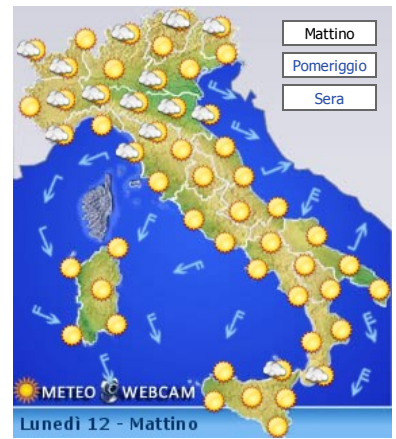 Mattino
Pomeriggio
Sera
METEO WEBCAM
Lunedì 12 - Mattino